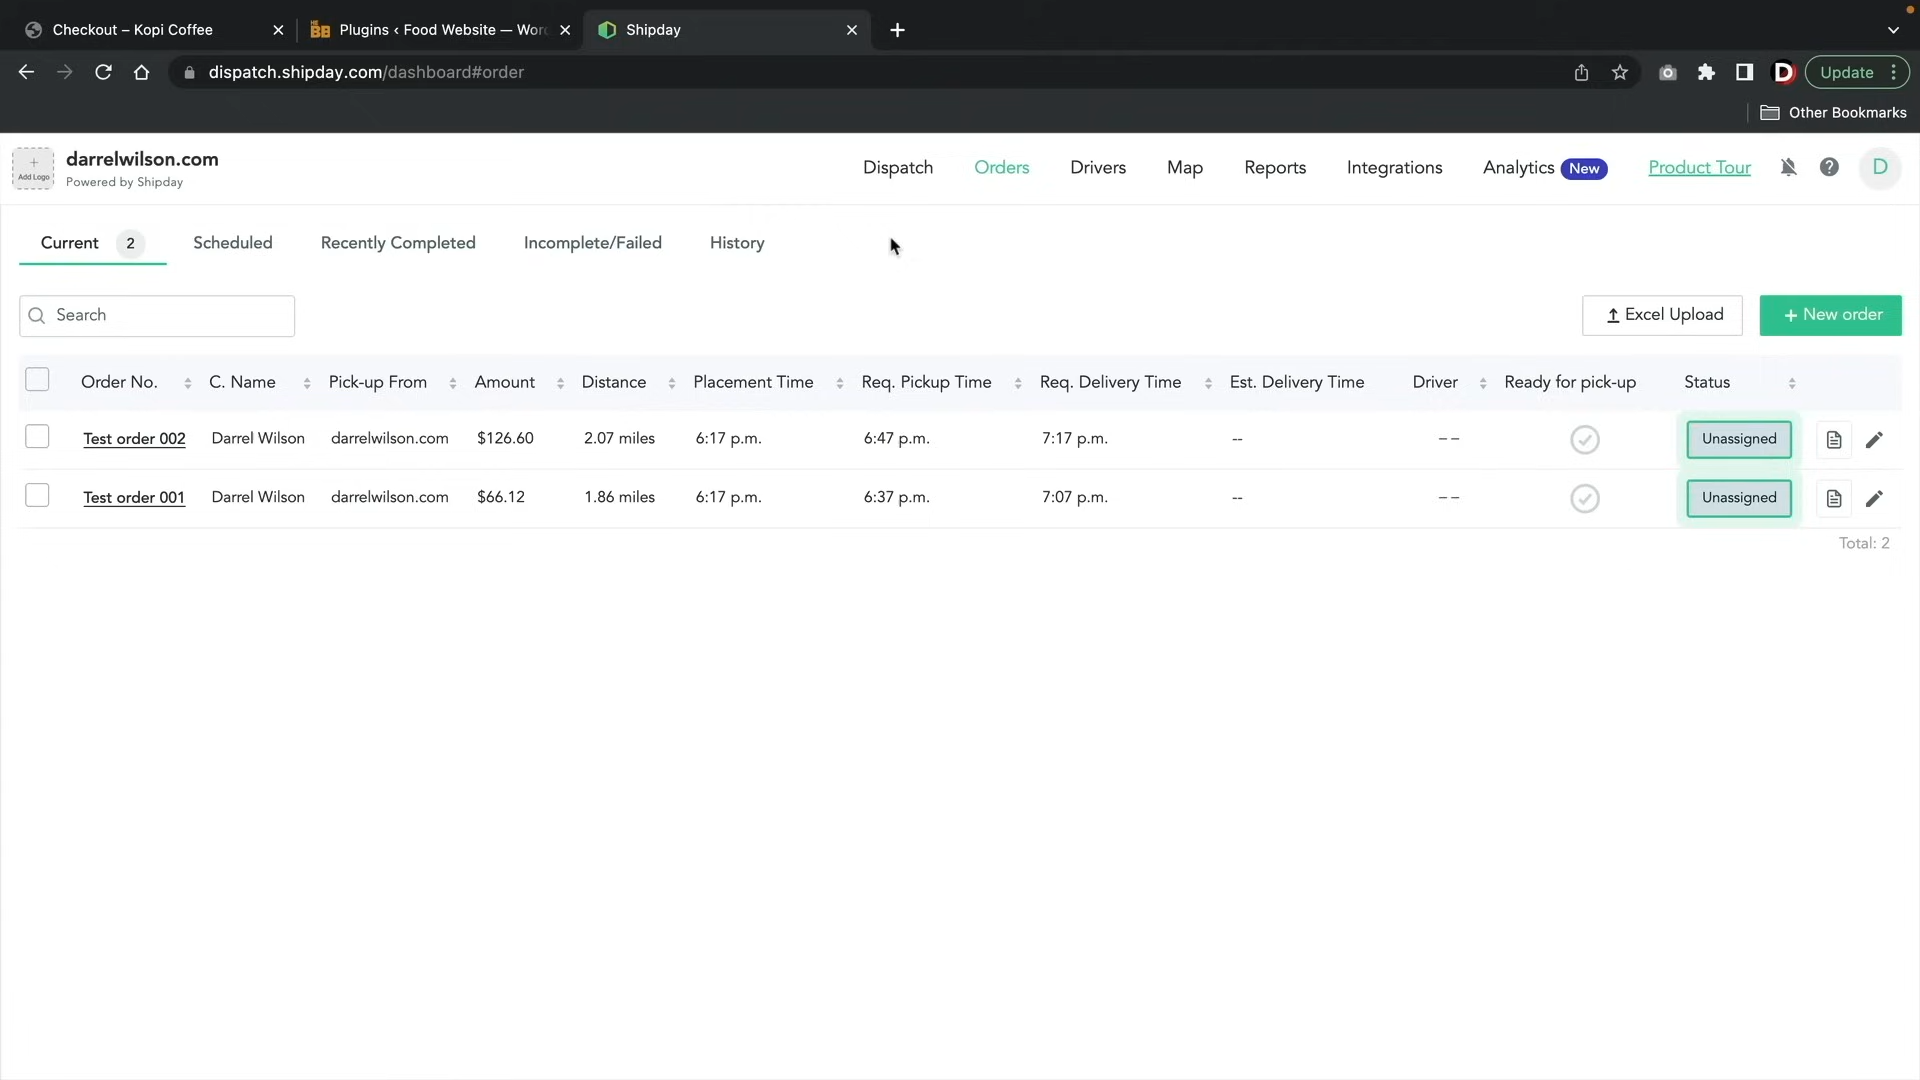 Checkout – Kopi Coffee
Plugins ‹ Food Website — Wor
Shipday
dispatch.shipday.com/dashboard#order
D
Update
Other Bookmarks
+
Add Logo
darrelwilson.com
Powered by Shipday
Dispatch
Orders
Drivers
Map
Reports
Integrations
Analytics New
Product Tour
D
Current 2
Scheduled
Recently Completed
Incomplete/Failed
History
Search
Excel Upload
+ New order
Order No. C. Name Pick-up From Amount Distance Placement Time Req. Pickup Time Req. Delivery Time Est. Delivery Time Driver Ready for pick-up Status
Test order 002 Darrel Wilson darrelwilson.com $126.60 2.07 miles 6:17 p.m. 6:47 p.m. 7:17 p.m. -- -- Unassigned
Test order 001 Darrel Wilson darrelwilson.com $66.12 1.86 miles 6:17 p.m. 6:37 p.m. 7:07 p.m. -- -- Unassigned
Total: 2